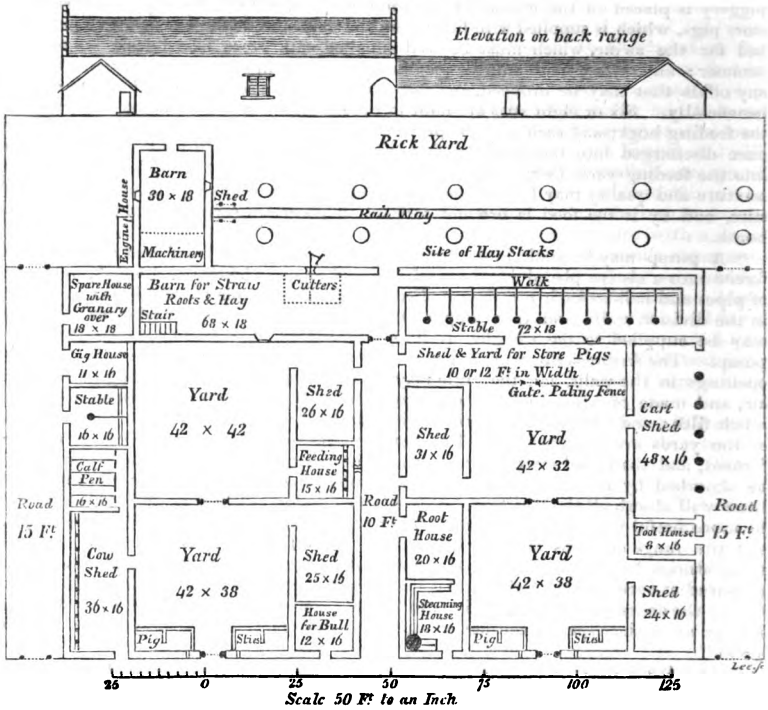 Elevation on back range
Rick Yard
Barn
30 × 18
Engine House
Machinery
Shed
Rail Way
Site of Hay Stacks
Spare House
with
Granary
over
18 × 18
Barn for Straw
Roots & Hay
68 × 18
Stair
Cutters
Walk
Stable 72 × 18
Gig House
11 × 16
Stable
16 × 16
Calf
Pen
16 × 16
Cow
Shed
36 × 16
Yard
42 × 42
Shed
26 × 16
Feeding
House
15 × 16
Shed & Yard for Store Pigs
10 or 12 Ft in Width
Gate. Paling Fence
Shed
31 × 16
Yard
42 × 32
Cart
Shed
48 × 16
Road
15 Ft
Road
10 Ft
Road
15 Ft
Yard
42 × 38
Shed
25 × 16
House
for Bull
12 × 16
Pig Stie
Root
House
20 × 16
Steaming
House
18 × 16
Yard
42 × 38
Pig Stie
Tool House
8 × 16
Shed
24 × 16
Lee. sc
25 0 25 50 75 100 125
Scale 50 Ft to an Inch